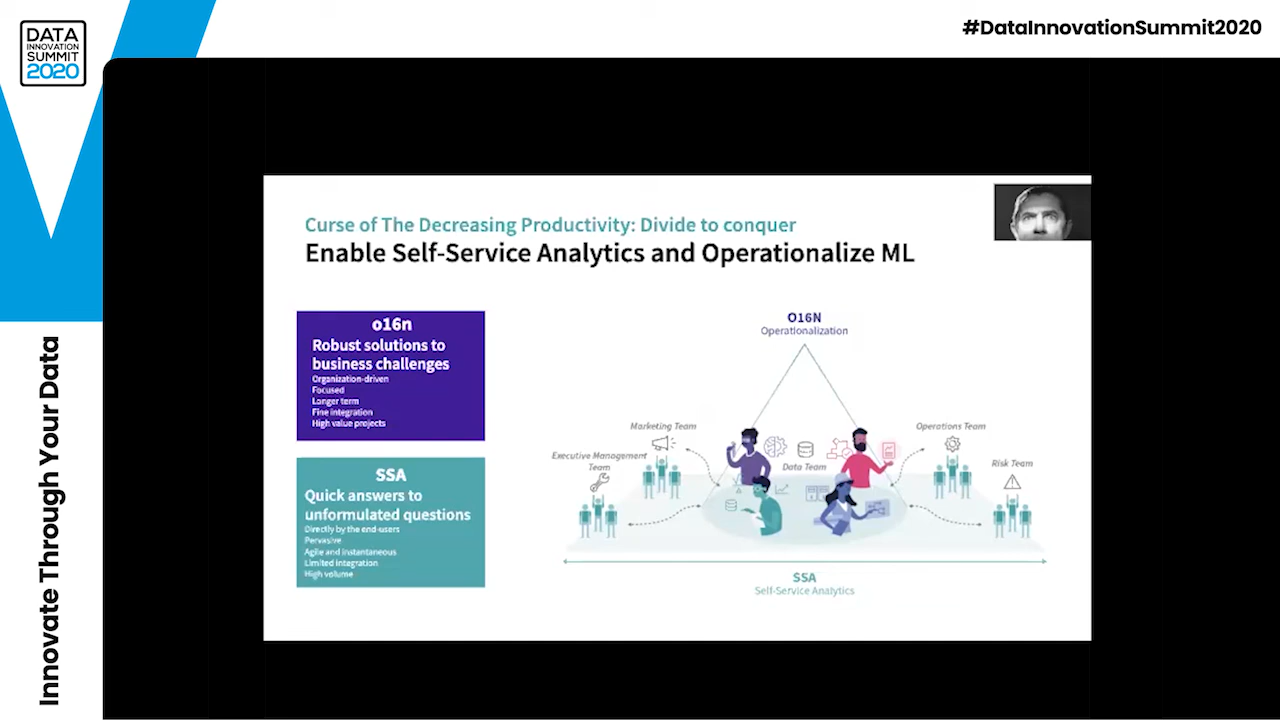 DATA
INNOVATION
SUMMIT
2020
#DataInnovationSummit2020
Innovate Through Your Data
Curse of The Decreasing Productivity: Divide to conquer
Enable Self-Service Analytics and Operationalize ML
o16n
Robust solutions to
business challenges
Organization-driven
Focused
Longer term
Fine integration
High value projects
SSA
Quick answers to
unformulated questions
Directly by the end-users
Pervasive
Agile and instantaneous
Limited integration
High volume
O16N
Operationalization
Marketing Team
Operations Team
Executive Management
Team
Data Team
Risk Team
SSA
Self-Service Analytics